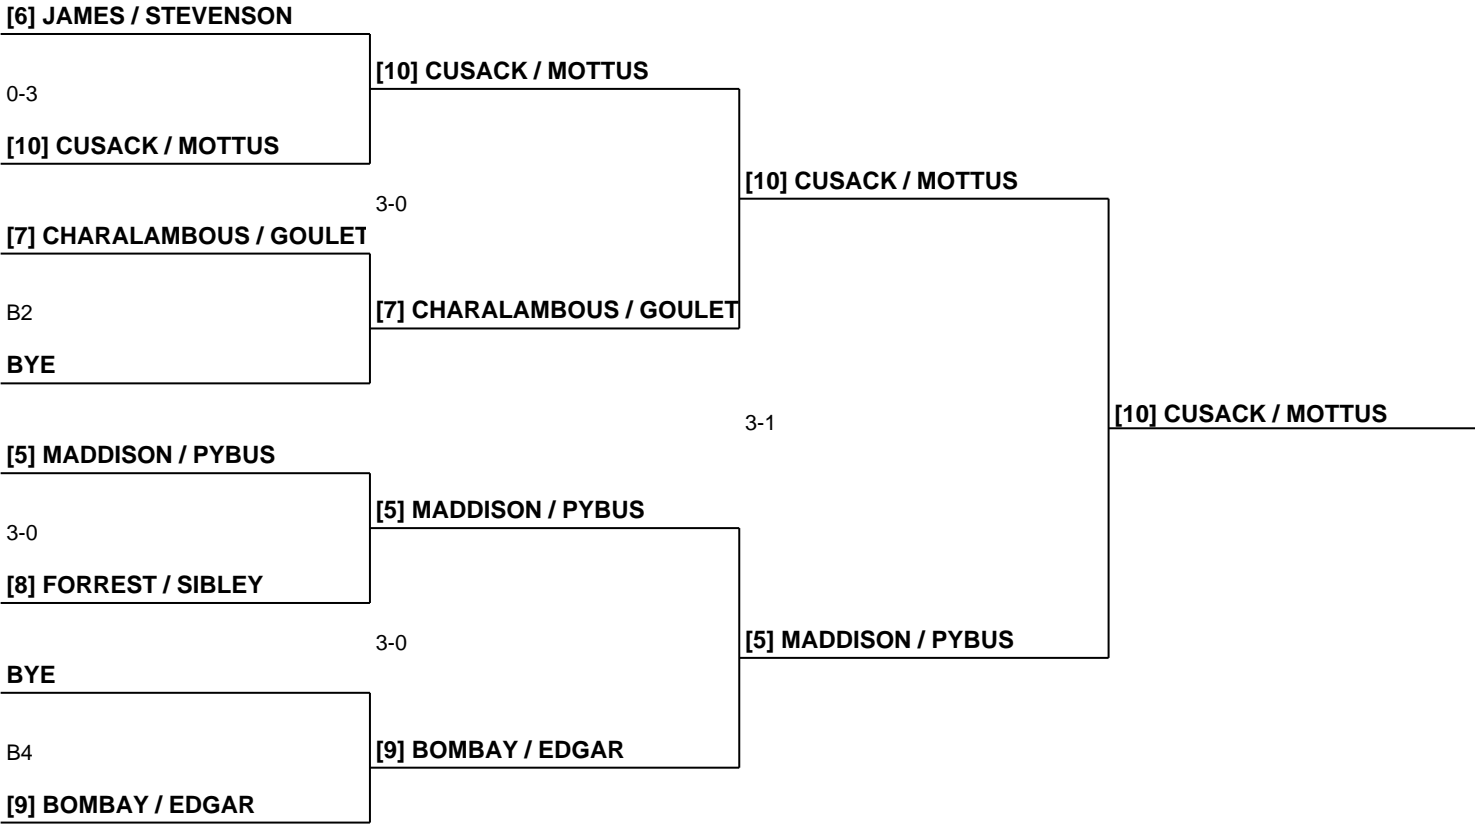 [6] JAMES / STEVENSON
[10] CUSACK / MOTTUS
0-3
[10] CUSACK / MOTTUS
[10] CUSACK / MOTTUS
3-0
[7] CHARALAMBOUS / GOULET
B2
[7] CHARALAMBOUS / GOULET
BYE
3-1
[10] CUSACK / MOTTUS
[5] MADDISON / PYBUS
[5] MADDISON / PYBUS
3-0
[8] FORREST / SIBLEY
3-0
[5] MADDISON / PYBUS
BYE
B4
[9] BOMBAY / EDGAR
[9] BOMBAY / EDGAR